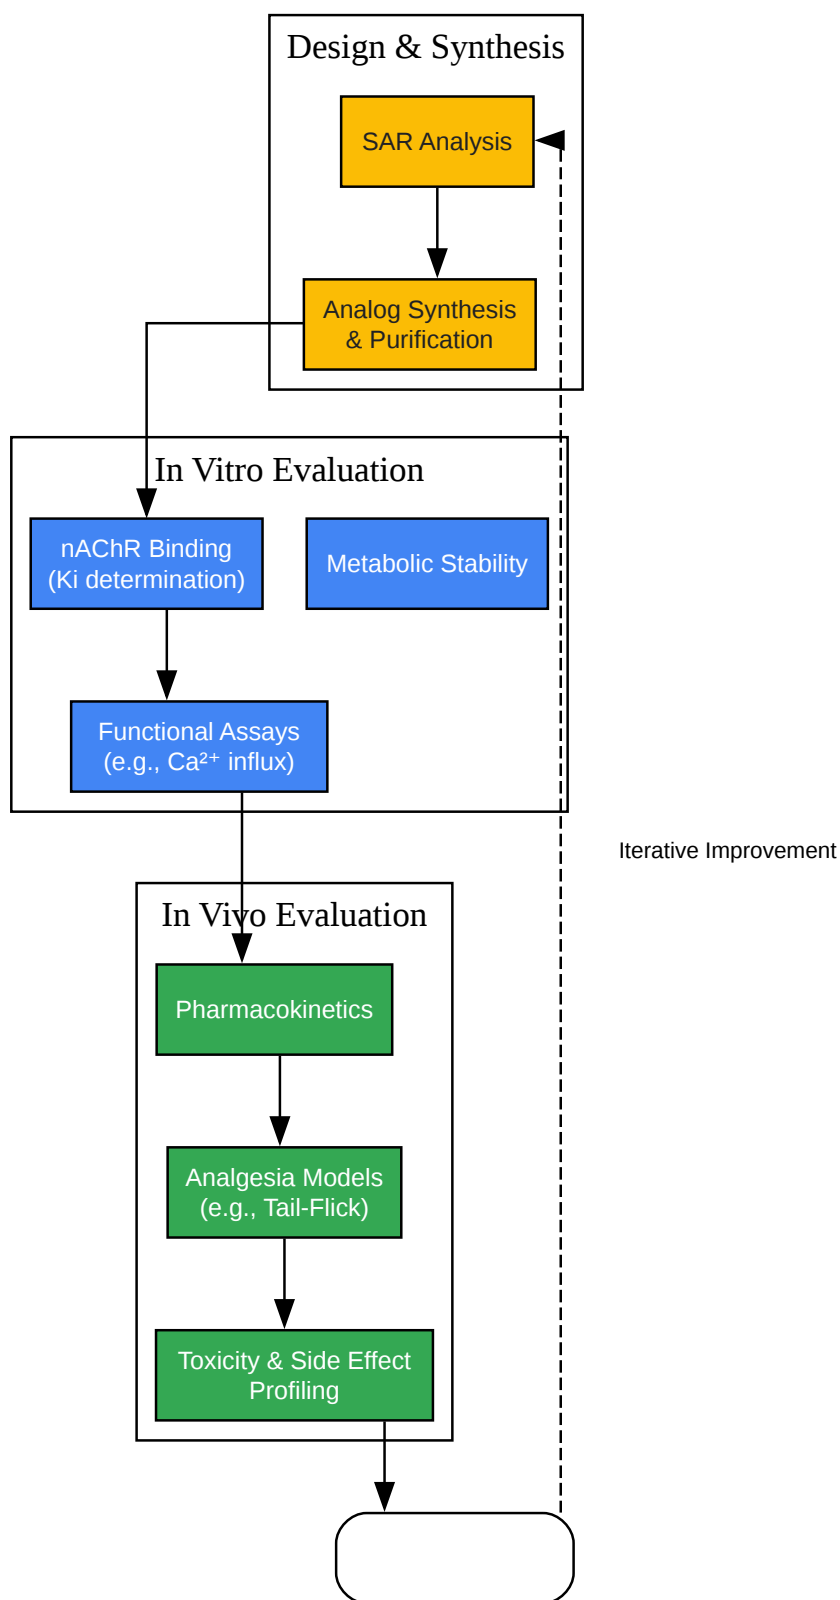 Design & Synthesis
SAR Analysis
Analog Synthesis
& Purification
In Vitro Evaluation
nAChR Binding
(Ki determination)
Metabolic Stability
Functional Assays
(e.g., Ca²⁺ influx)
Iterative Improvement
In Vivo Evaluation
Pharmacokinetics
Analgesia Models
(e.g., Tail-Flick)
Toxicity & Side Effect
Profiling